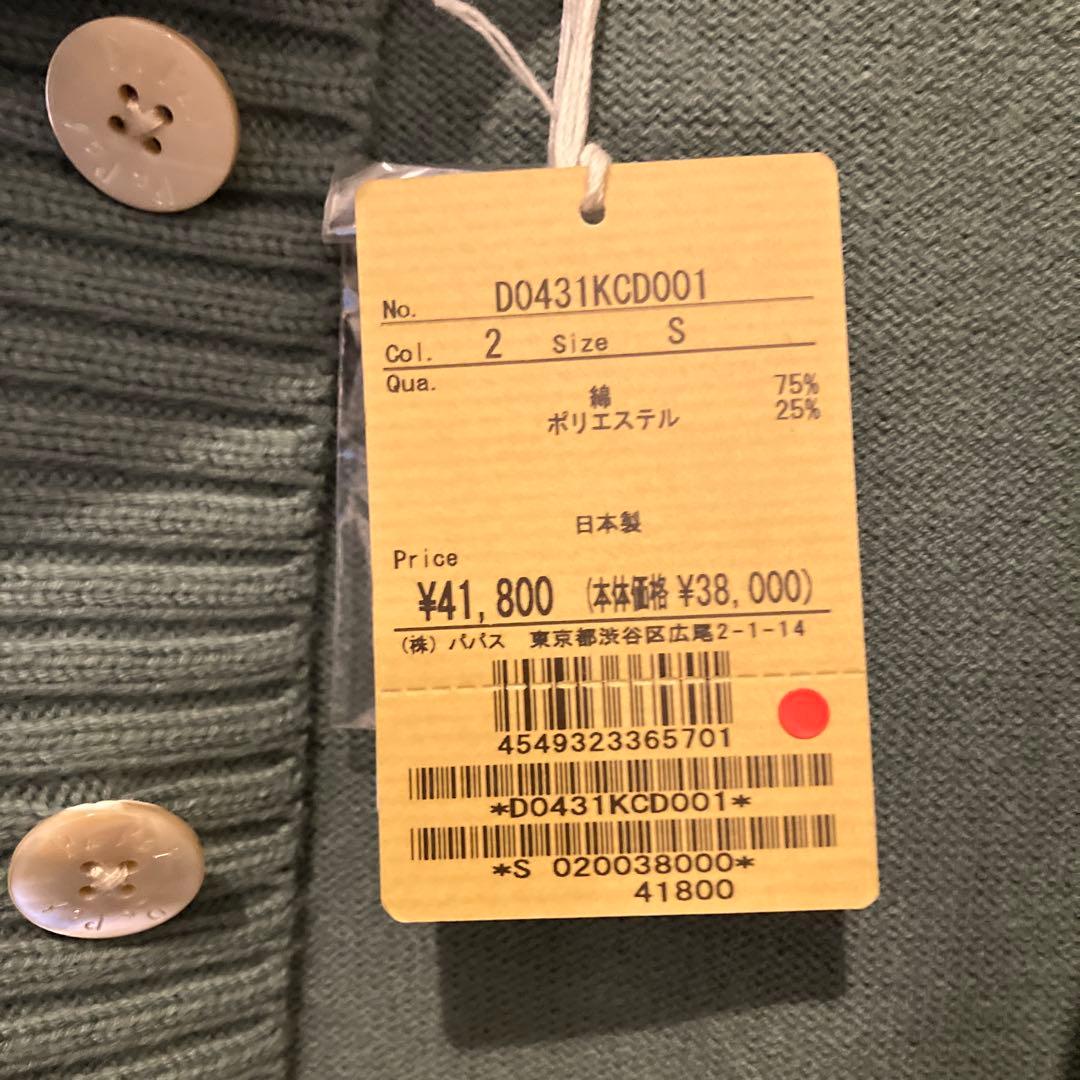 No. D0431KCD001
Col. 2 Size S
Qua.
綿 75%
ポリエステル 25%
日本製
Price
¥41,800 (本体価格 ¥38,000)
(株) パパス 東京都渋谷区広尾2-1-14
4549323365701
*D0431KCD001*
*S 020038000*
41800